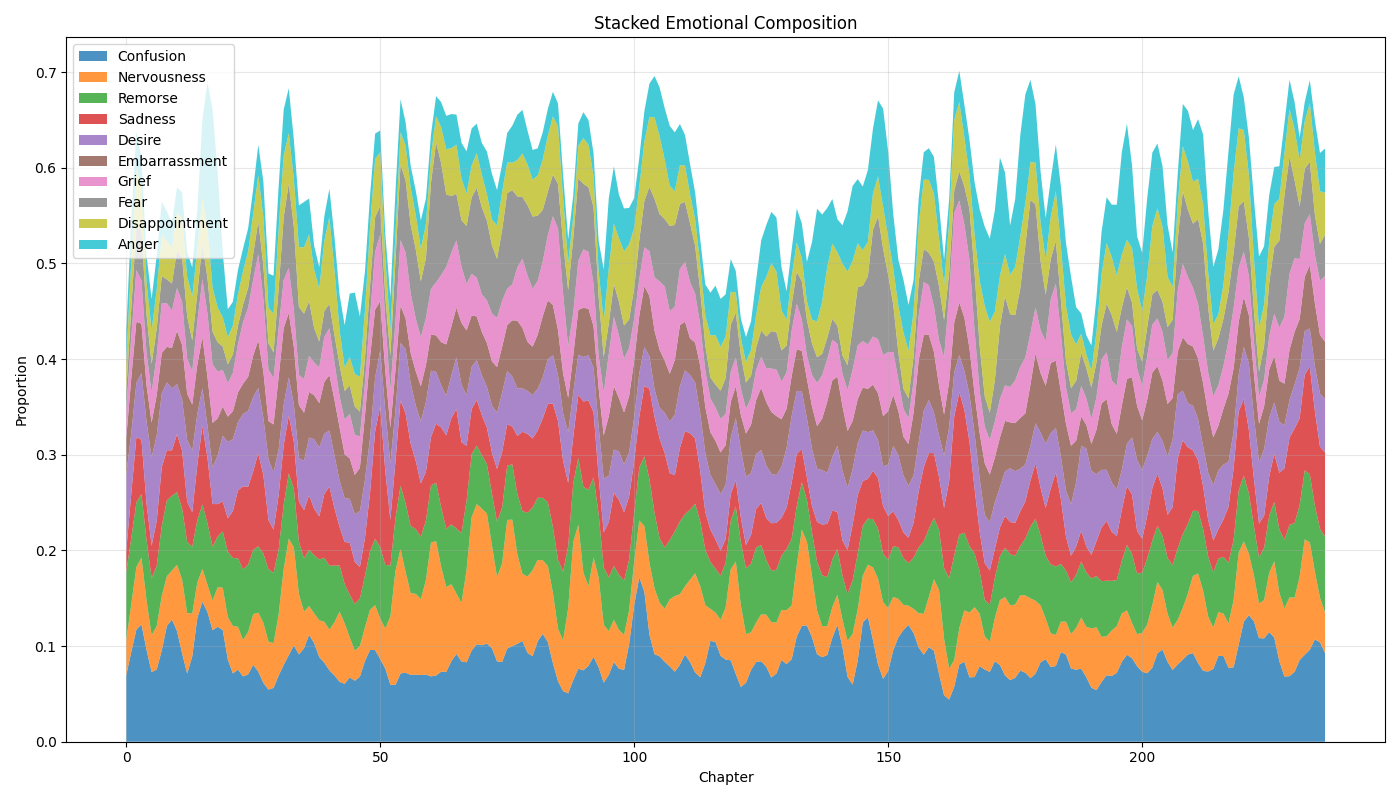 Stacked Emotional Composition
Confusion
Nervousness
Remorse
Sadness
Desire
Embarrassment
Grief
Fear
Disappointment
Anger
Proportion
0.7
0.6
0.5
0.4
0.3
0.2
0.1
0.0
0 50 100 150 200
Chapter